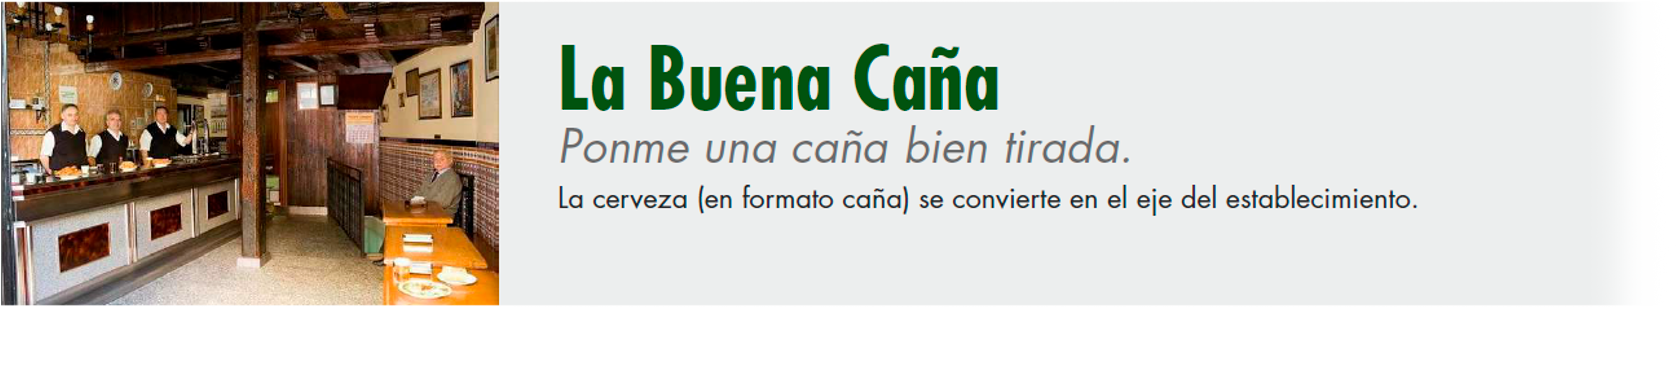 La Buena Caña
Ponme una caña bien tirada.
La cerveza (en formato caña) se convierte en el eje del establecimiento.